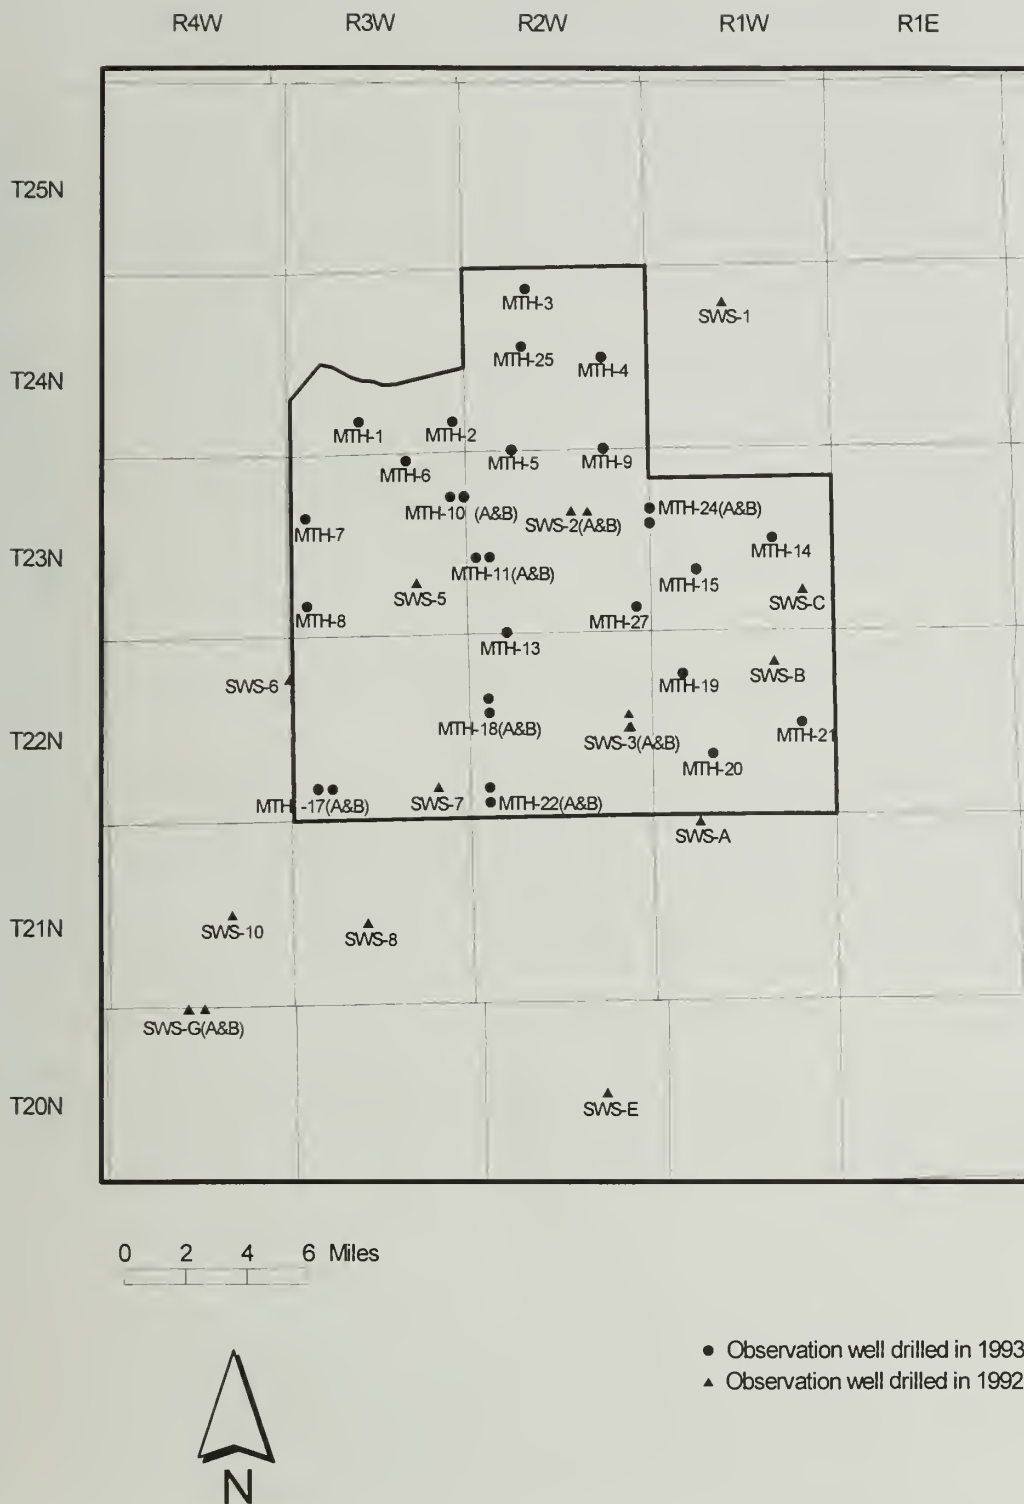 R4W R3W R2W R1W R1E
T25N
MTH-3
SWS-1
MTH-25
MTH-4
T24N
MTH-1
MTH-2
MTH-5
MTH-9
MTH-6
MTH-10 (A&B)
MTH-24(A&B)
SWS-2(A&B)
MTH-7
MTH-14
T23N
MTH-11(A&B)
MTH-15
SWS-5
SWS-C
MTH-8
MTH-27
MTH-13
SWS-B
SWS-6
MTH-19
MTH-18(A&B)
MTH-21
T22N
SWS-3(A&B)
MTH-20
MTH -17(A&B)
SWS-7
MTH-22(A&B)
SWS-A
T21N
SWS-10
SWS-8
SWS-G(A&B)
T20N
SWS-E
0 2 4 6 Miles
Observation well drilled in 1993
Observation well drilled in 1992
N